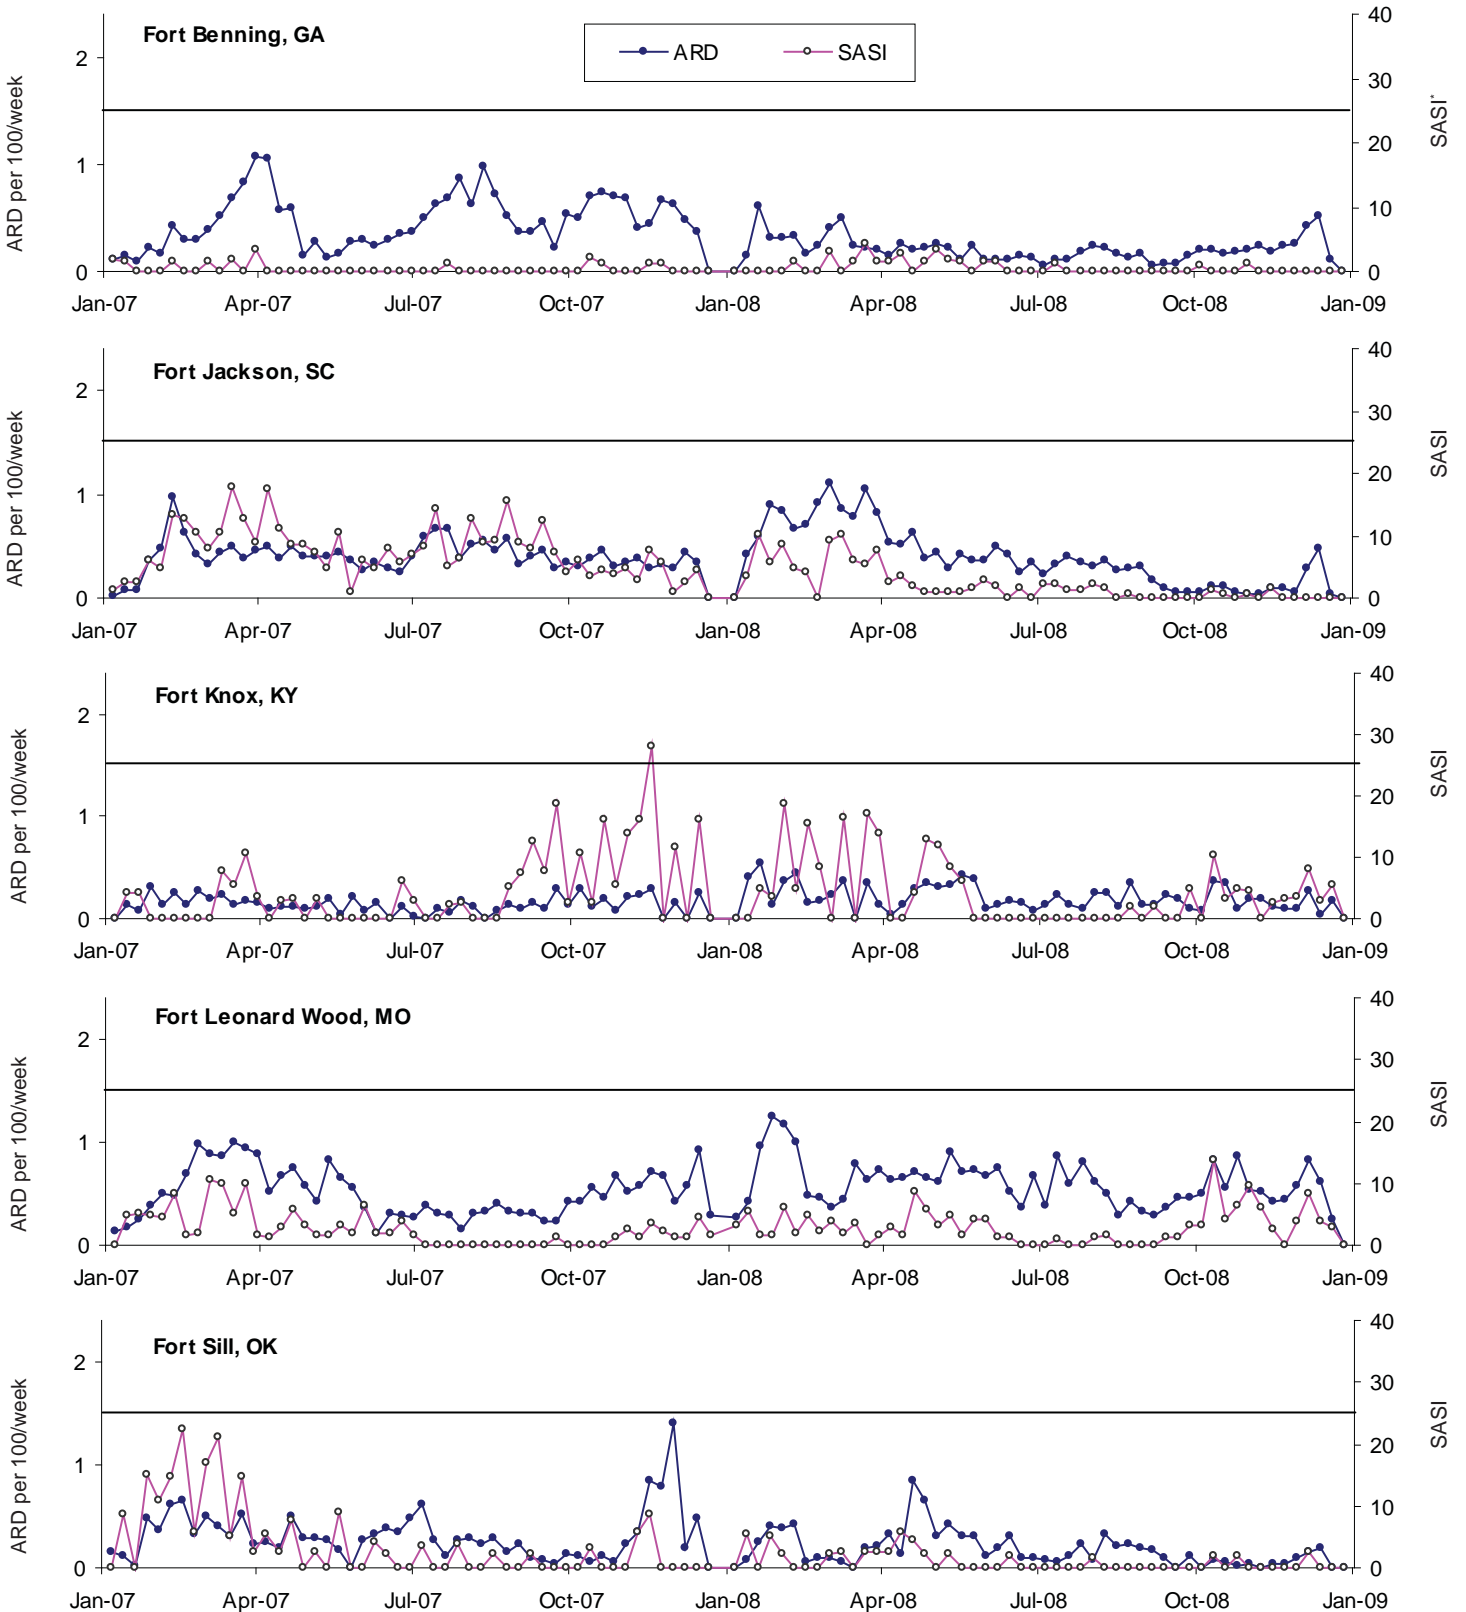 Fort Benning, GA
ARD
SASI
ARD per 100/week
2
1
0
40
30
20
10
0
SASI*
Jan-07
Apr-07
Jul-07
Oct-07
Jan-08
Apr-08
Jul-08
Oct-08
Jan-09
Fort Jackson, SC
ARD per 100/week
2
1
0
40
30
20
10
0
SASI
Jan-07
Apr-07
Jul-07
Oct-07
Jan-08
Apr-08
Jul-08
Oct-08
Jan-09
Fort Knox, KY
ARD per 100/week
2
1
0
40
30
20
10
0
SASI
Jan-07
Apr-07
Jul-07
Oct-07
Jan-08
Apr-08
Jul-08
Oct-08
Jan-09
Fort Leonard Wood, MO
ARD per 100/week
2
1
0
40
30
20
10
0
SASI
Jan-07
Apr-07
Jul-07
Oct-07
Jan-08
Apr-08
Jul-08
Oct-08
Jan-09
Fort Sill, OK
ARD per 100/week
2
1
0
40
30
20
10
0
SASI
Jan-07
Apr-07
Jul-07
Oct-07
Jan-08
Apr-08
Jul-08
Oct-08
Jan-09